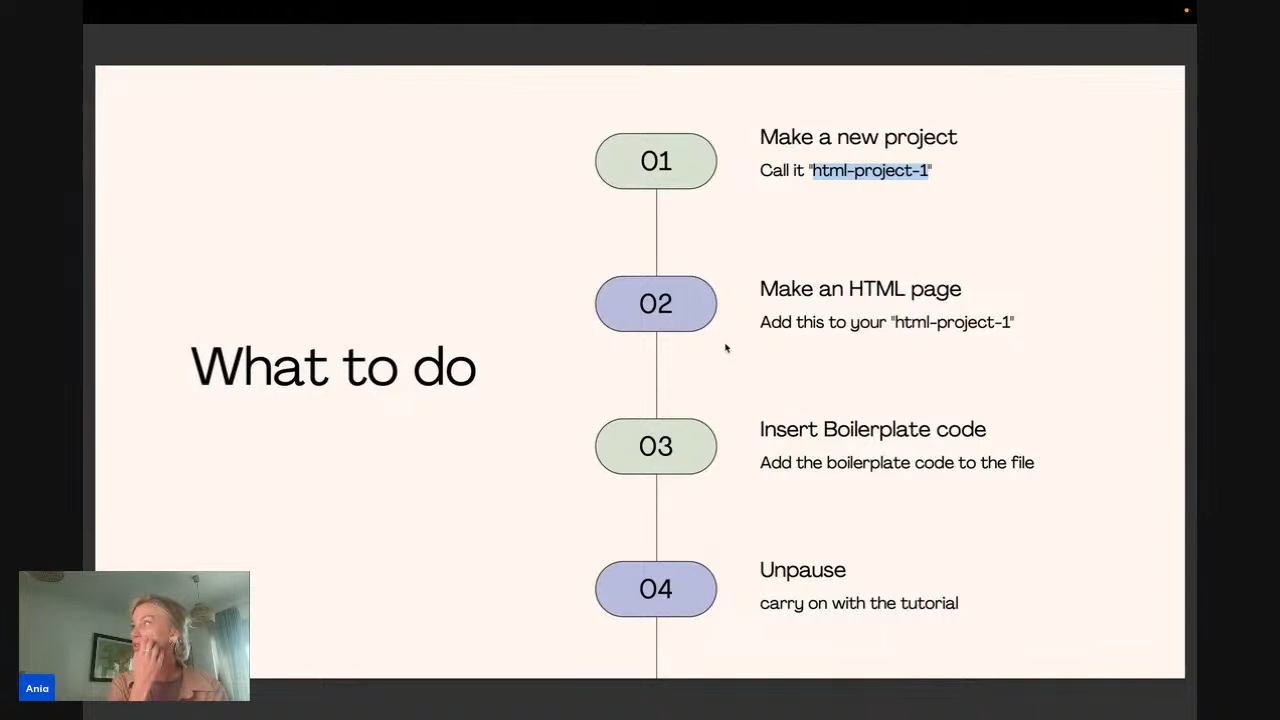 What to do
01
Make a new project
Call it "html-project-1"
02
Make an HTML page
Add this to your "html-project-1"
03
Insert Boilerplate code
Add the boilerplate code to the file
04
Unpause
carry on with the tutorial
Ania